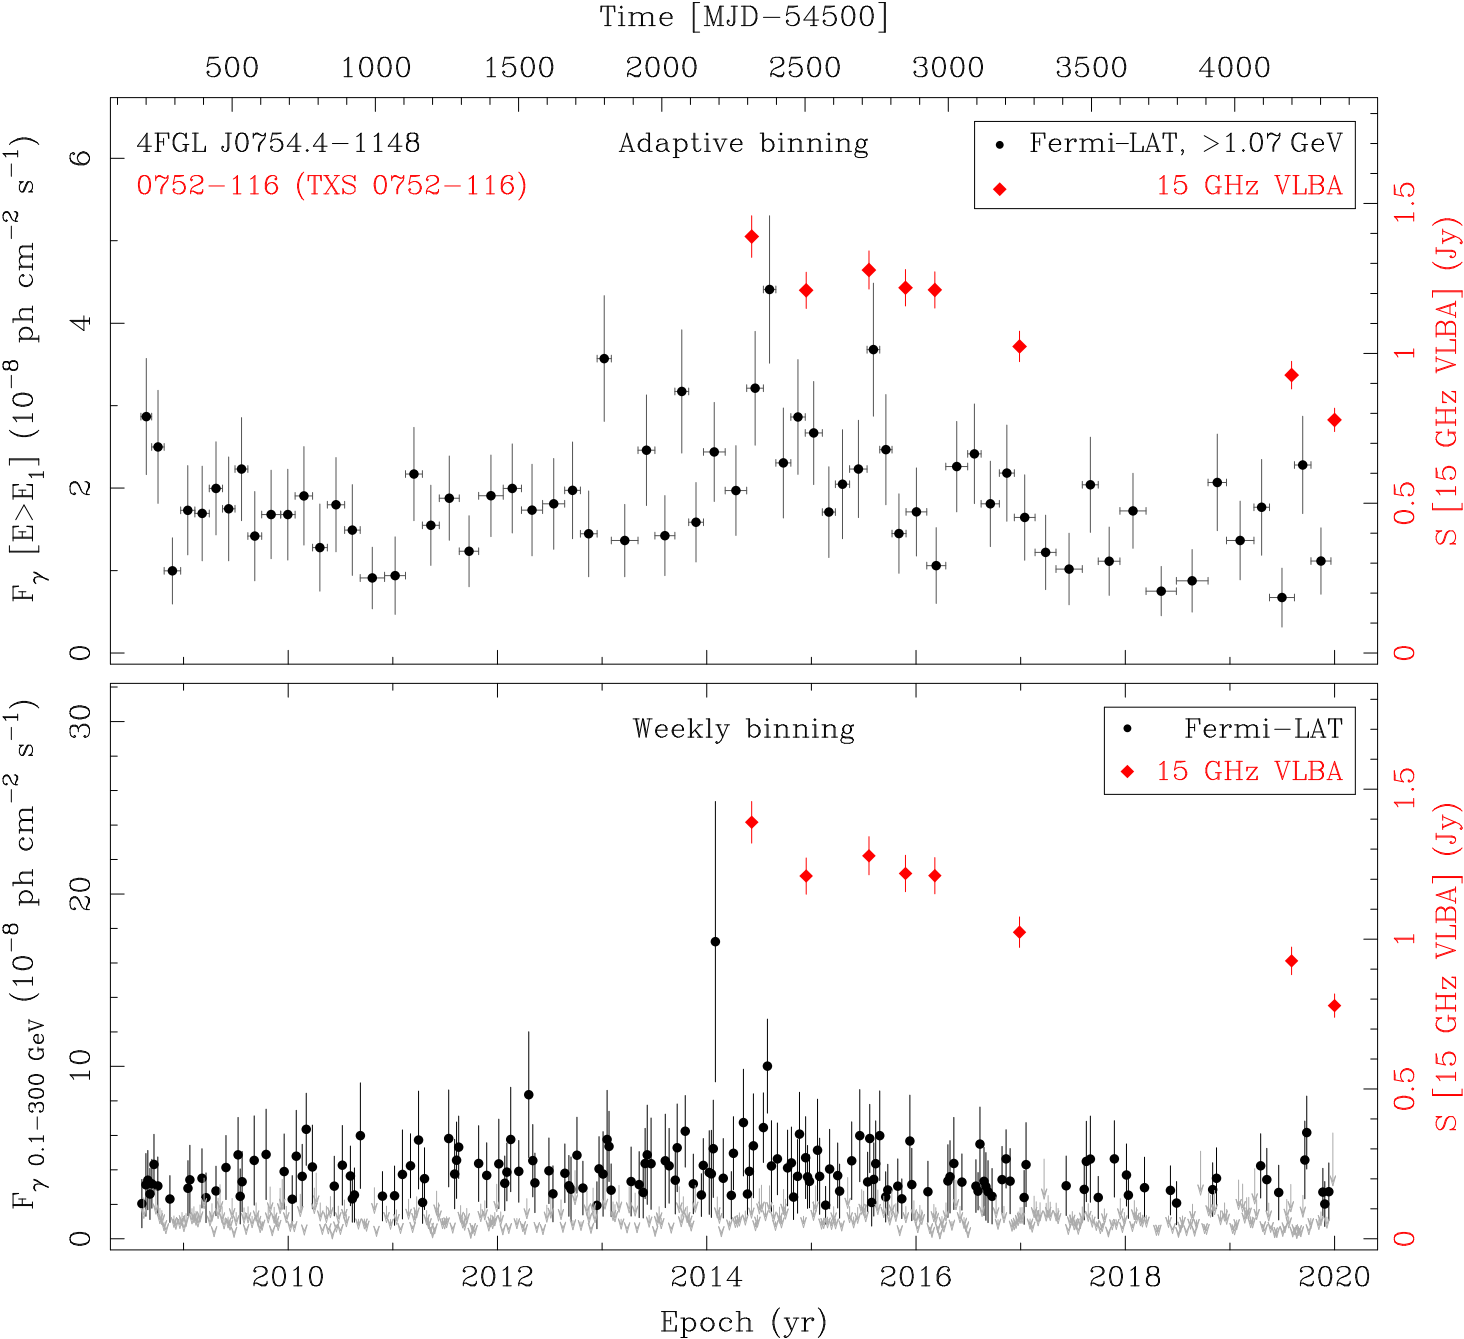 Time [MJD−54500]
500 1000 1500 2000 2500 3000 3500 4000
4FGL J0754.4−1148
Adaptive binning
Fermi−LAT, >1.07 GeV
0752−116 (TXS 0752−116)
15 GHz VLBA
F_γ [E>E_1] (10^−8 ph cm^−2 s^−1)
0 2 4 6
S [15 GHz VLBA] (Jy)
0 0.5 1 1.5
Weekly binning
Fermi−LAT
15 GHz VLBA
F_γ 0.1−300 GeV (10^−8 ph cm^−2 s^−1)
0 10 20 30
S [15 GHz VLBA] (Jy)
0 0.5 1 1.5
2010 2012 2014 2016 2018 2020
Epoch (yr)